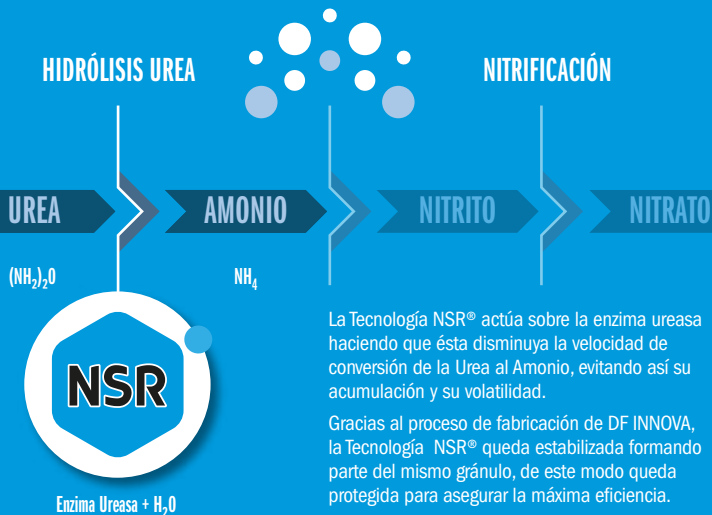 HIDRÓLISIS UREA
NITRIFICACIÓN
UREA
AMONIO
NITRITO
NITRATO
(NH₂)₂O
NH₄
NSR
Enzima Ureasa + H₂O
La Tecnología NSR® actúa sobre la enzima ureasa
haciendo que ésta disminuya la velocidad de
conversión de la Urea al Amonio, evitando así su
acumulación y su volatilidad.
Gracias al proceso de fabricación de DF INNOVA,
la Tecnología NSR® queda estabilizada formando
parte del mismo gránulo, de este modo queda
protegida para asegurar la máxima eficiencia.